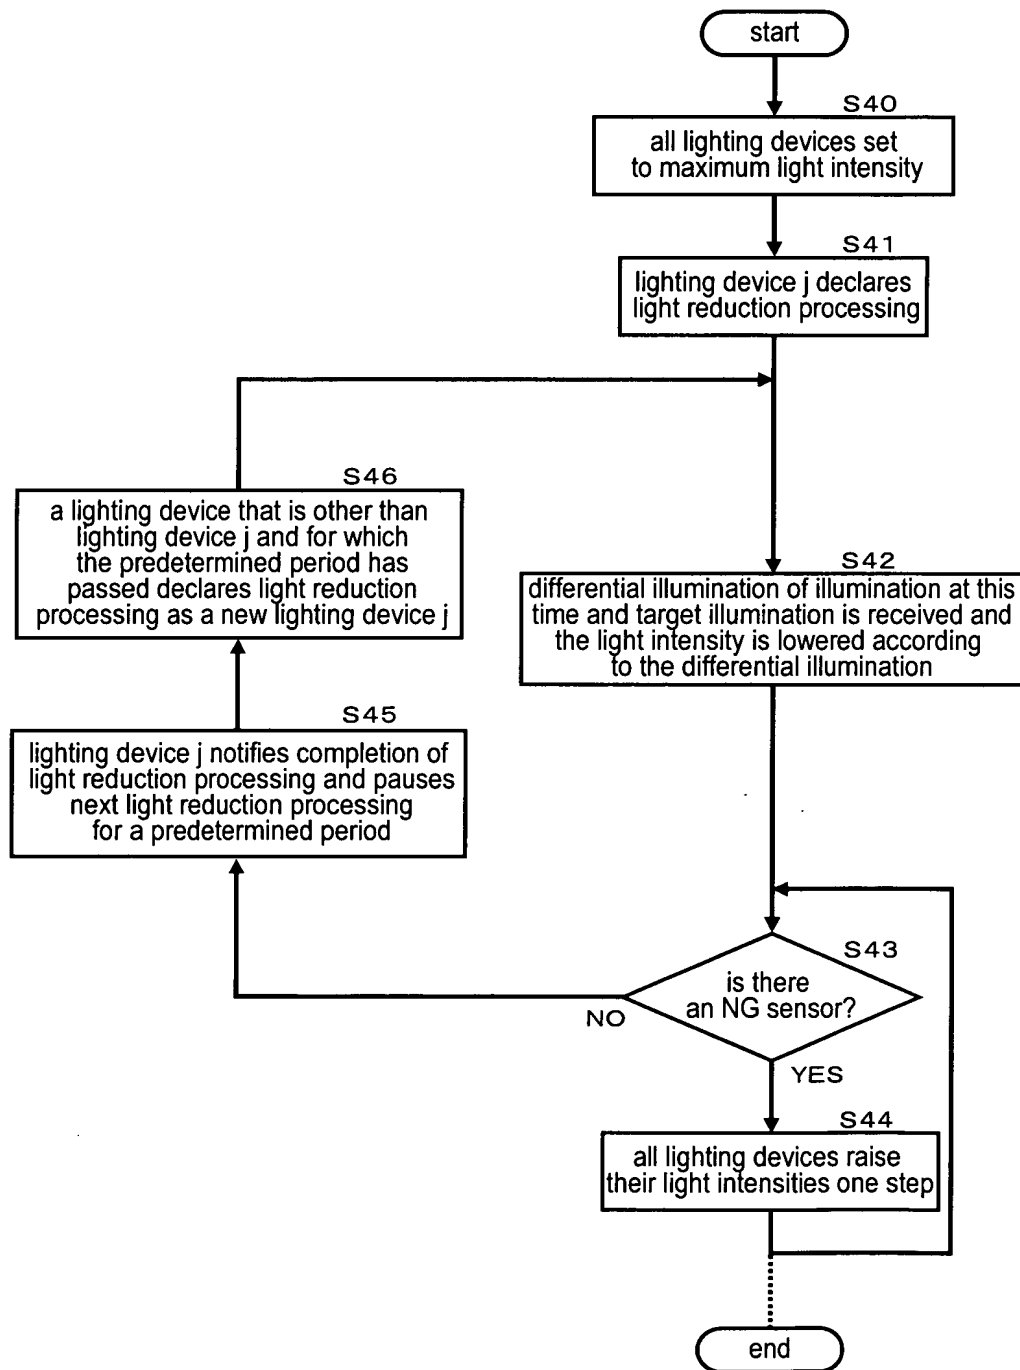 start
S40
all lighting devices set
to maximum light intensity
S41
lighting device j declares
light reduction processing
S46
a lighting device that is other than
lighting device j and for which
the predetermined period has
passed declares light reduction
processing as a new lighting device j
S42
differential illumination of illumination at this
time and target illumination is received and
the light intensity is lowered according
to the differential illumination
S45
lighting device j notifies completion of
light reduction processing and pauses
next light reduction processing
for a predetermined period
S43
is there
an NG sensor?
NO
YES
S44
all lighting devices raise
their light intensities one step
end